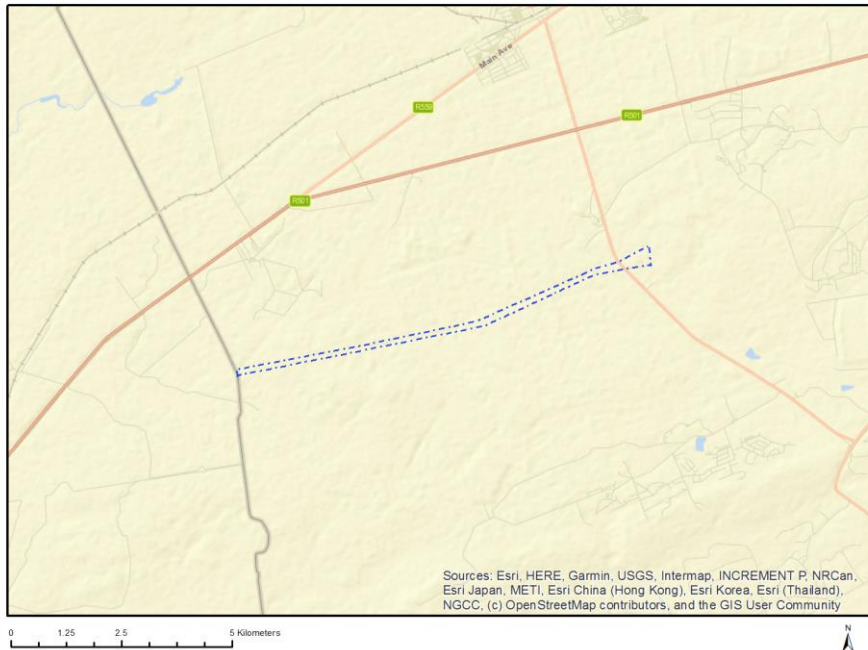 Main Ave
R559
R501
R501
Sources: Esri, HERE, Garmin, USGS, Intermap, INCREMENT P, NRCan,
Esri Japan, METI, Esri China (Hong Kong), Esri Korea, Esri (Thailand),
NGCC, (c) OpenStreetMap contributors, and the GIS User Community
0 1.25 2.5 5 Kilometers
N